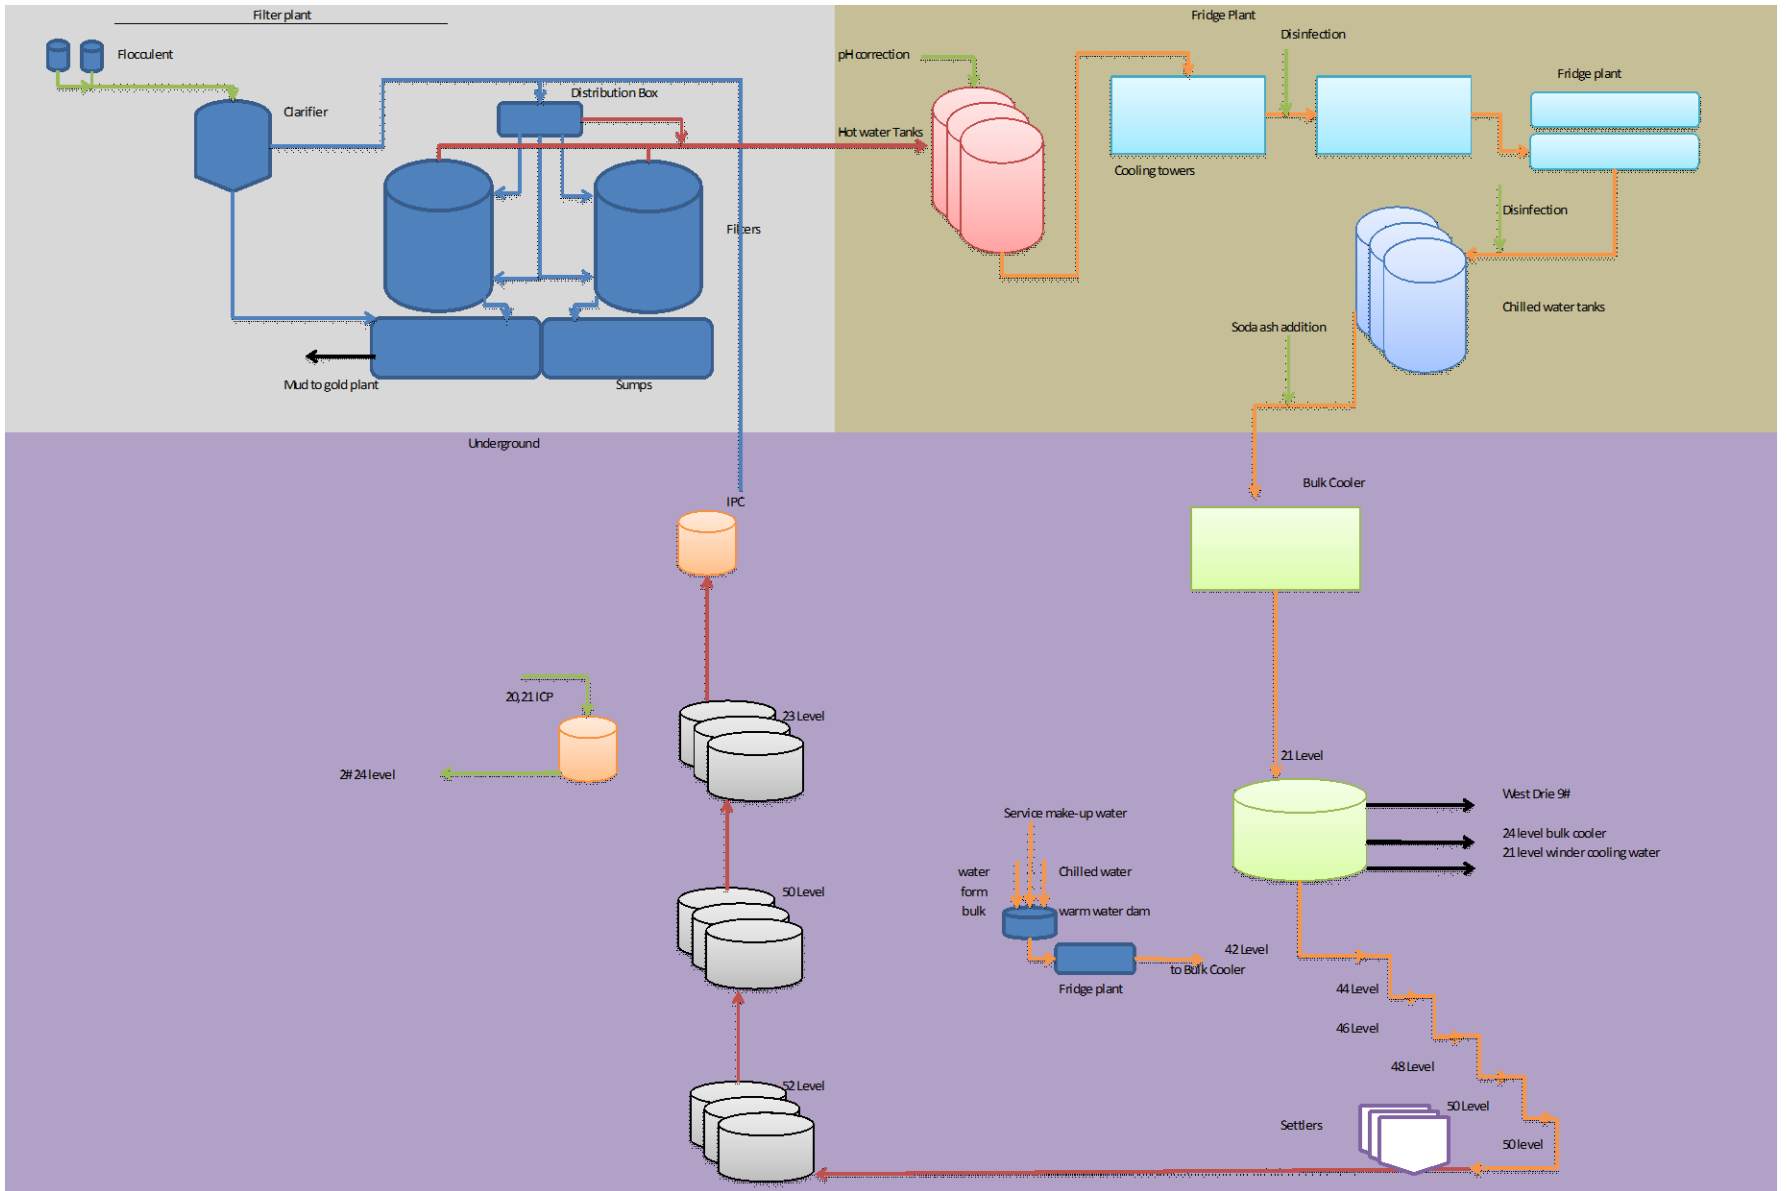 Filter plant
Flocculent
Clarifier
Distribution Box
Filters
Mud to gold plant
Sumps
Fridge Plant
pH correction
Disinfection
Fridge plant
Hot water Tanks
Cooling towers
Disinfection
Chilled water tanks
Soda ash addition
Underground
IPC
Bulk Cooler
20,21 ICP
23 Level
2# 24 level
21 Level
West Drie 9#
24 level bulk cooler
21 level winder cooling water
Service make-up water
water
form
bulk
Chilled water
warm water dam
50 Level
42 Level
to Bulk Cooler
Fridge plant
44 Level
46 Level
48 Level
50 Level
52 Level
Settlers
50 level